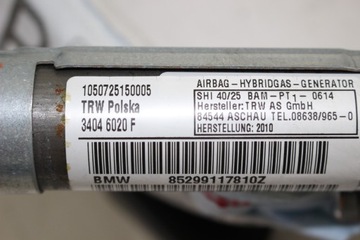 1050725150005
TRW Polska
3404 6020 F
AIRBAG-HYBRIDGAS-GENERATOR
SHI 40/25 BAM-PT1-0614
Hersteller:TRW AS GmbH
84544 ASCHAU TEL.08638/965-0
HERSTELLUNG: 2010
BMW 85299117810Z